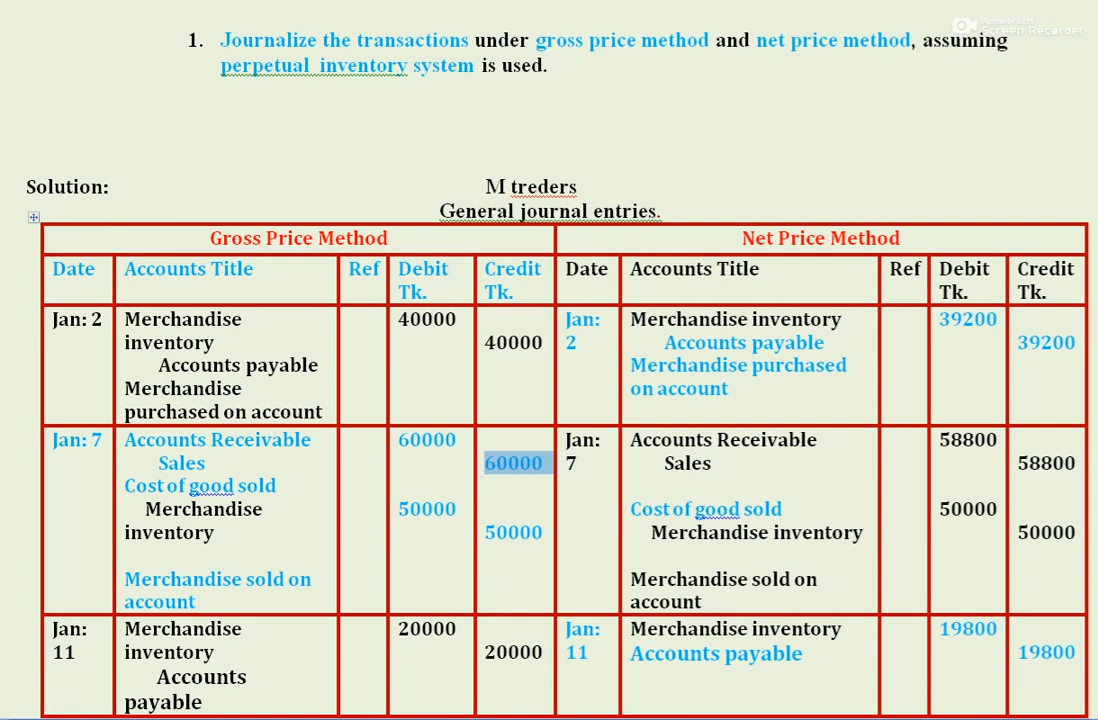 Apowersoft
Screen Recorder
1. Journalize the transactions under gross price method and net price method, assuming
perpetual inventory system is used.
Solution:
M treders
General journal entries.
Gross Price Method
Net Price Method
Date Accounts Title Ref Debit Credit Date Accounts Title Ref Debit Credit
Tk. Tk. Tk. Tk.
Jan: 2 Merchandise 40000 Jan: Merchandise inventory 39200
inventory 40000 2 Accounts payable 39200
Accounts payable Merchandise purchased
Merchandise on account
purchased on account
Jan: 7 Accounts Receivable 60000 Jan: Accounts Receivable 58800
Sales 60000 7 Sales 58800
Cost of good sold
Merchandise 50000 Cost of good sold 50000
inventory 50000 Merchandise inventory 50000
Merchandise sold on Merchandise sold on
account account
Jan: Merchandise 20000 Jan: Merchandise inventory 19800
11 inventory 20000 11 Accounts payable 19800
Accounts
payable